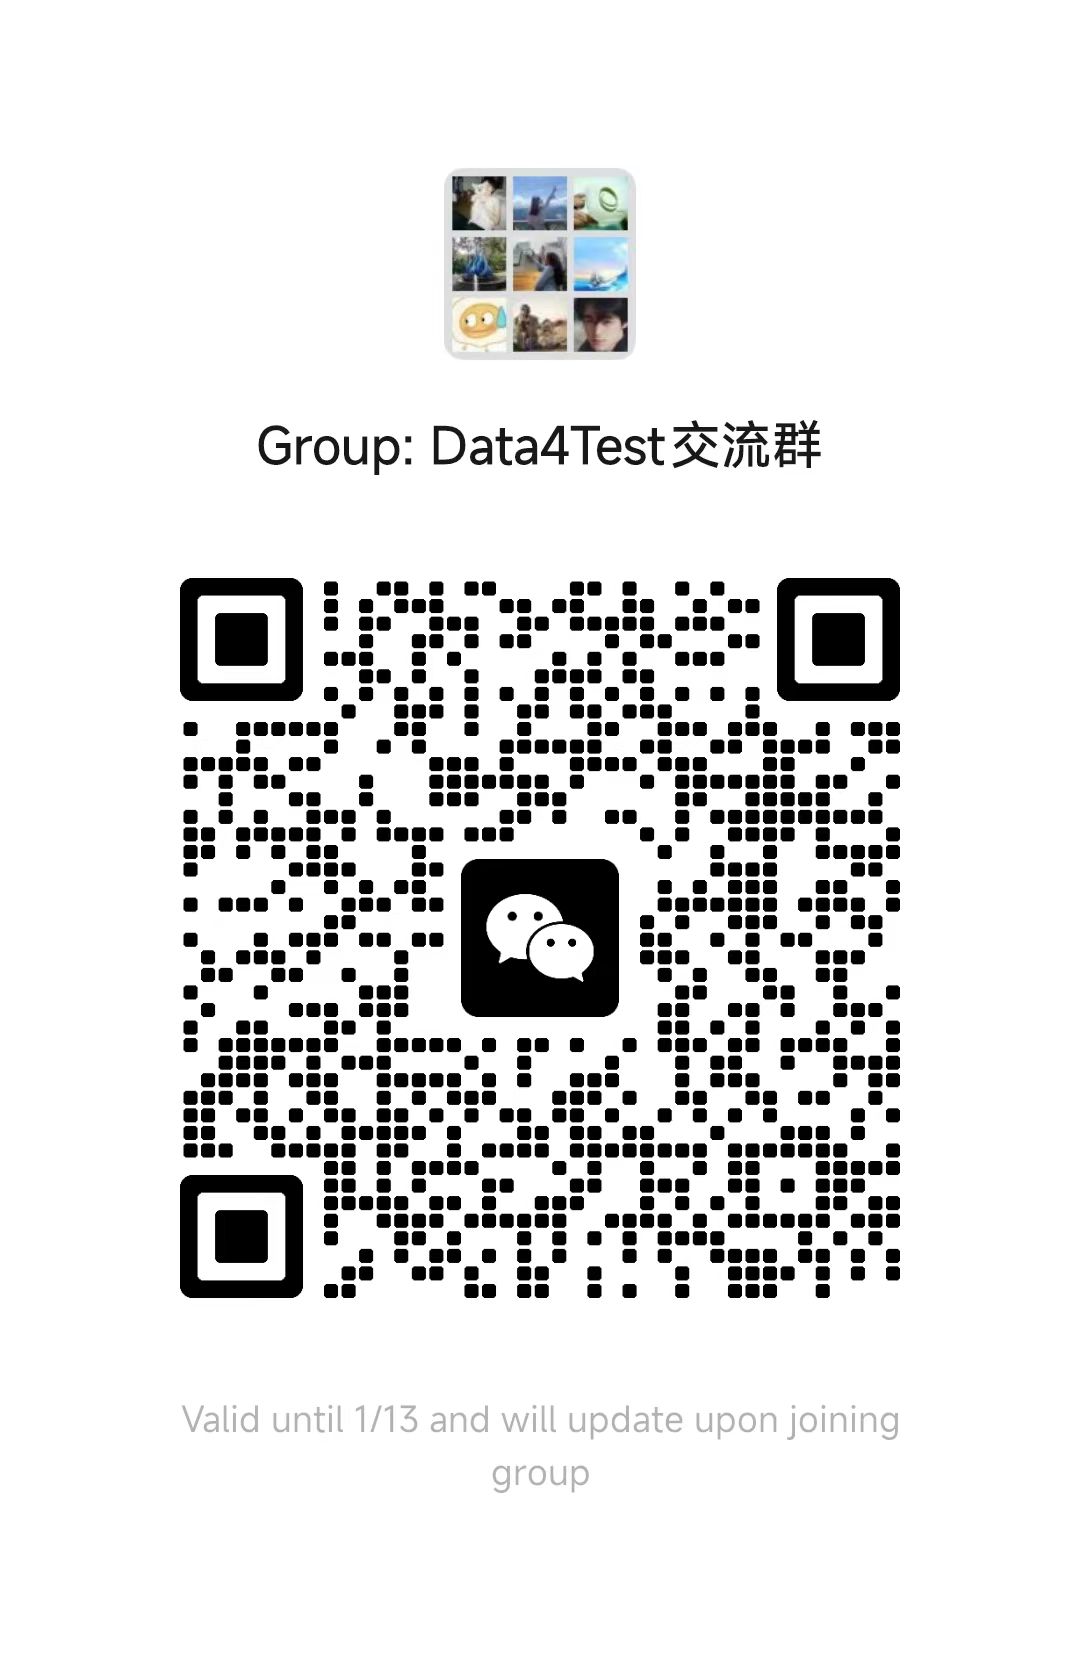 Group: Data4Test交流群
Valid until 1/13 and will update upon joining
group